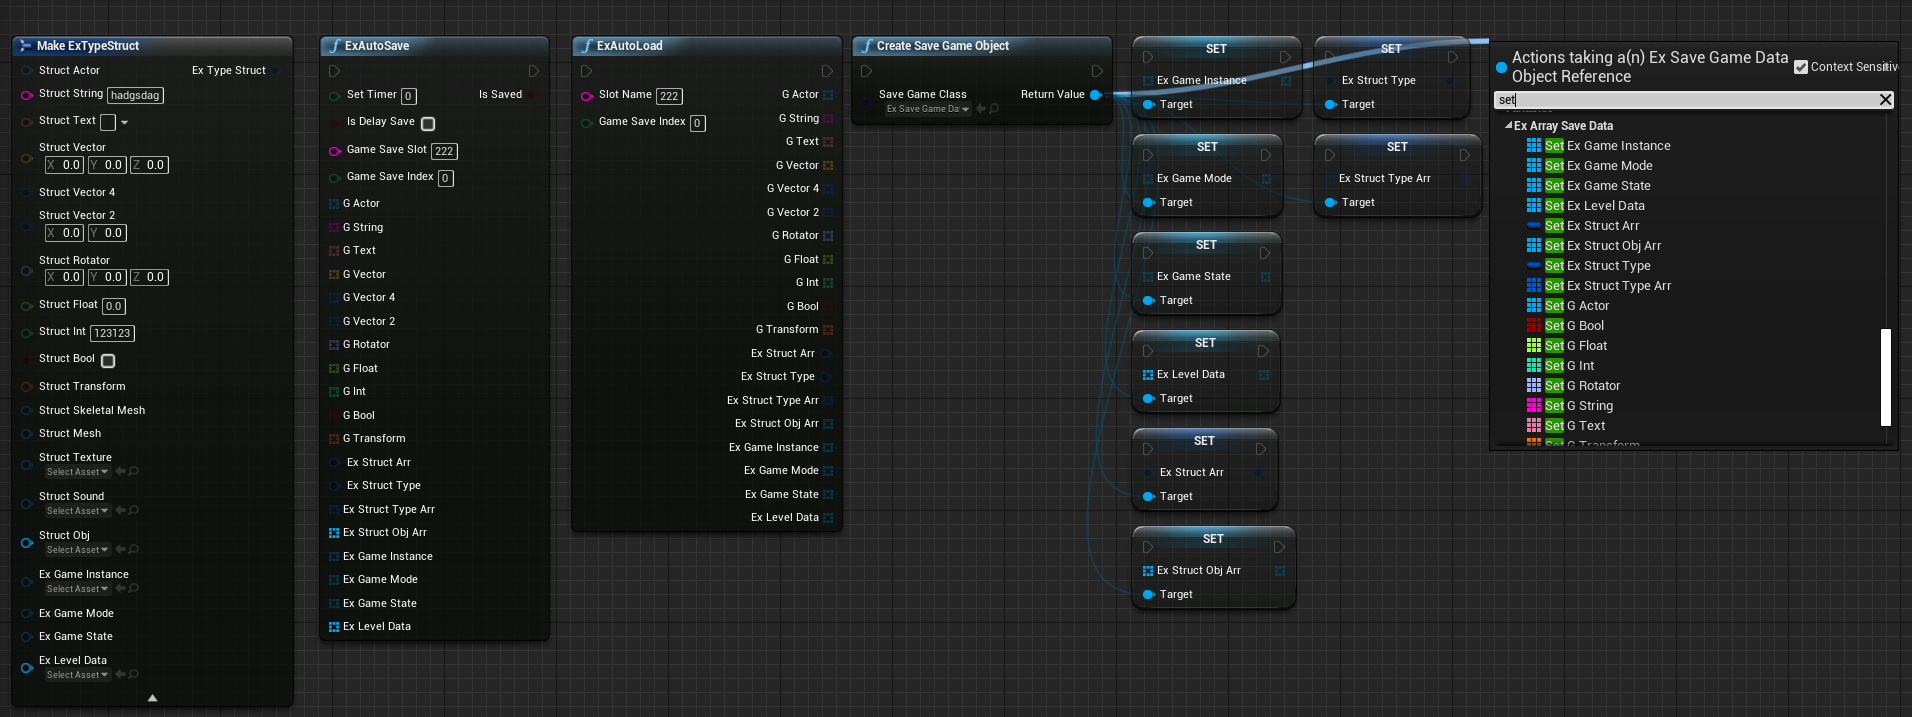 Make ExTypeStruct
Struct Actor
Ex Type Struct
Struct String hadgsdag
Struct Text
Struct Vector
X 0.0 Y 0.0 Z 0.0
Struct Vector 4
Struct Vector 2
X 0.0 Y 0.0
Struct Rotator
X 0.0 Y 0.0 Z 0.0
Struct Float 0.0
Struct Int 123123
Struct Bool
Struct Transform
Struct Skeletal Mesh
Struct Mesh
Struct Texture
Select Asset
Struct Sound
Select Asset
Struct Obj
Select Asset
Ex Game Instance
Select Asset
Ex Game Mode
Ex Game State
Ex Level Data
Select Asset
f ExAutoSave
Set Timer 0
Is Saved
Is Delay Save
Game Save Slot 222
Game Save Index 0
G Actor
G String
G Text
G Vector
G Vector 4
G Vector 2
G Rotator
G Float
G Int
G Bool
G Transform
Ex Struct Arr
Ex Struct Type
Ex Struct Type Arr
Ex Struct Obj Arr
Ex Game Instance
Ex Game Mode
Ex Game State
Ex Level Data
f ExAutoLoad
Slot Name 222
Game Save Index 0
G Actor
G String
G Text
G Vector
G Vector 4
G Vector 2
G Rotator
G Float
G Int
G Bool
G Transform
Ex Struct Arr
Ex Struct Type
Ex Struct Type Arr
Ex Struct Obj Arr
Ex Game Instance
Ex Game Mode
Ex Game State
Ex Level Data
f Create Save Game Object
Save Game Class
Ex Save Game Da
Return Value
SET
Ex Game Instance
Target
SET
Ex Game Mode
Target
SET
Ex Game State
Target
SET
Ex Level Data
Target
SET
Ex Struct Arr
Target
SET
Ex Struct Obj Arr
Target
SET
Ex Struct Type
Target
SET
Ex Struct Type Arr
Target
Actions taking a(n) Ex Save Game Data
Object Reference
Context Sensitiv
set
Ex Array Save Data
Set Ex Game Instance
Set Ex Game Mode
Set Ex Game State
Set Ex Level Data
Set Ex Struct Arr
Set Ex Struct Obj Arr
Set Ex Struct Type
Set Ex Struct Type Arr
Set G Actor
Set G Bool
Set G Float
Set G Int
Set G Rotator
Set G String
Set G Text
Set G Transform